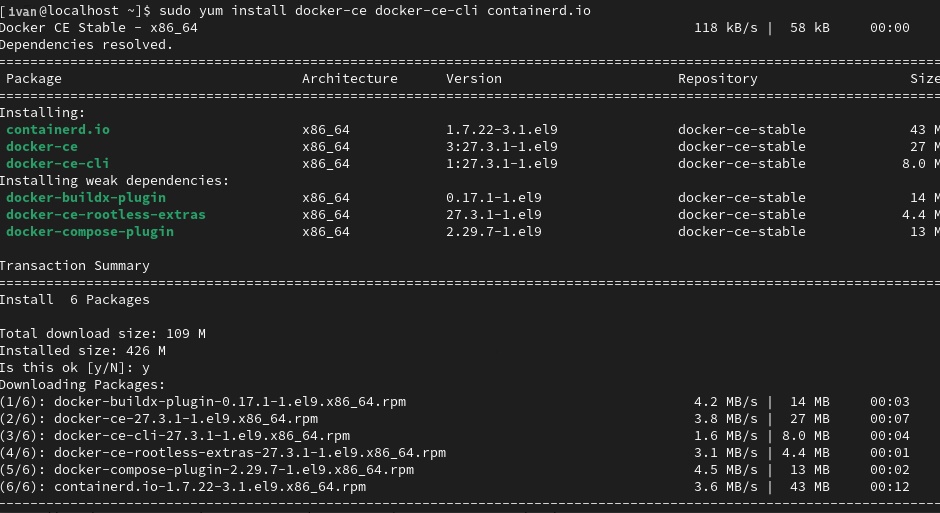 [ivan@localhost ~]$ sudo yum install docker-ce docker-ce-cli containerd.io
Docker CE Stable - x86_64 118 kB/s | 58 kB 00:00
Dependencies resolved.
================================================================================
Package Architecture Version Repository Size
================================================================================
Installing:
containerd.io x86_64 1.7.22-3.1.el9 docker-ce-stable 43 M
docker-ce x86_64 3:27.3.1-1.el9 docker-ce-stable 27 M
docker-ce-cli x86_64 1:27.3.1-1.el9 docker-ce-stable 8.0 M
Installing weak dependencies:
docker-buildx-plugin x86_64 0.17.1-1.el9 docker-ce-stable 14 M
docker-ce-rootless-extras x86_64 27.3.1-1.el9 docker-ce-stable 4.4 M
docker-compose-plugin x86_64 2.29.7-1.el9 docker-ce-stable 13 M
Transaction Summary
================================================================================
Install 6 Packages
Total download size: 109 M
Installed size: 426 M
Is this ok [y/N]: y
Downloading Packages:
(1/6): docker-buildx-plugin-0.17.1-1.el9.x86_64.rpm 4.2 MB/s | 14 MB 00:03
(2/6): docker-ce-27.3.1-1.el9.x86_64.rpm 3.8 MB/s | 27 MB 00:07
(3/6): docker-ce-cli-27.3.1-1.el9.x86_64.rpm 1.6 MB/s | 8.0 MB 00:04
(4/6): docker-ce-rootless-extras-27.3.1-1.el9.x86_64.rpm 3.1 MB/s | 4.4 MB 00:01
(5/6): docker-compose-plugin-2.29.7-1.el9.x86_64.rpm 4.5 MB/s | 13 MB 00:02
(6/6): containerd.io-1.7.22-3.1.el9.x86_64.rpm 3.6 MB/s | 43 MB 00:12
--------------------------------------------------------------------------------